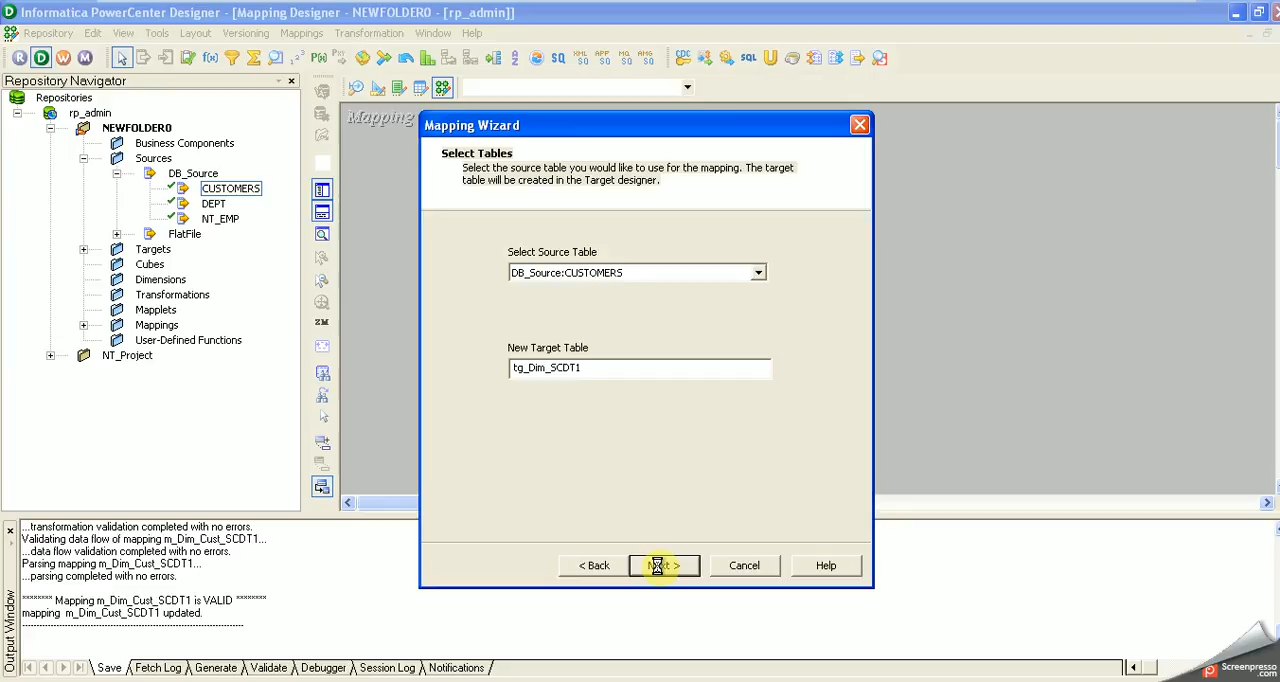 Informatica PowerCenter Designer - [Mapping Designer - NEWFOLDER0 - [rp_admin]]
Repository Edit View Tools Layout Versioning Mappings Transformation Window Help
Repository Navigator
Repositories
rp_admin
NEWFOLDER0
Business Components
Sources
DB_Source
CUSTOMERS
DEPT
NT_EMP
FlatFile
Targets
Cubes
Dimensions
Transformations
Mapplets
Mappings
User-Defined Functions
NT_Project
Mapping
Mapping Wizard
Select Tables
Select the source table you would like to use for the mapping. The target
table will be created in the Target designer.
Select Source Table
DB_Source:CUSTOMERS
New Target Table
tg_Dim_SCDT1
< Back Next > Cancel Help
...transformation validation completed with no errors.
Validating data flow of mapping m_Dim_Cust_SCDT1...
...data flow validation completed with no errors.
Parsing mapping m_Dim_Cust_SCDT1...
...parsing completed with no errors.
******** Mapping m_Dim_Cust_SCDT1 is VALID ********
mapping m_Dim_Cust_SCDT1 updated.
Output Window
Save Fetch Log Generate Validate Debugger Session Log Notifications
Screenpresso
.com